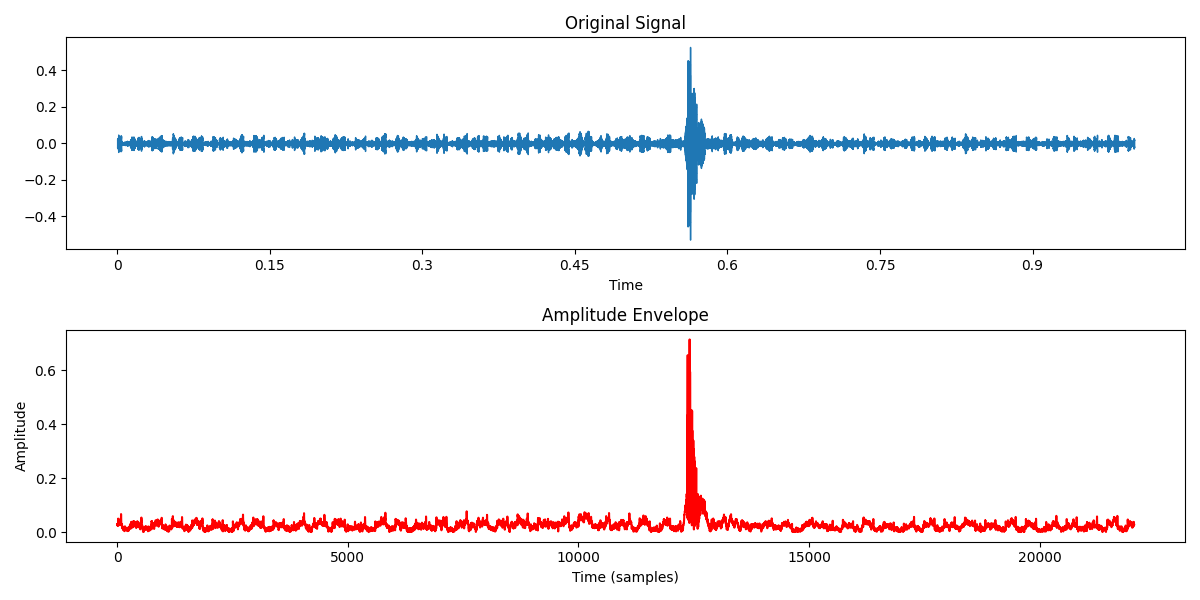 Original Signal
0.4
0.2
0.0
−0.2
−0.4
0 0.15 0.3 0.45 0.6 0.75 0.9
Time
Amplitude Envelope
Amplitude
0.6
0.4
0.2
0.0
0 5000 10000 15000 20000
Time (samples)